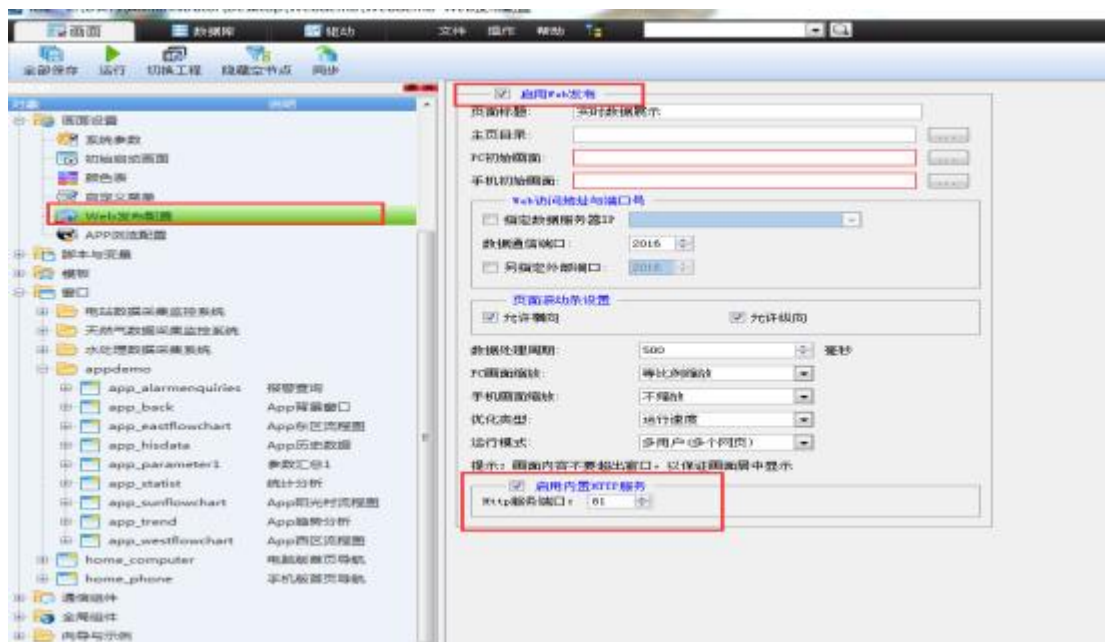 画面 数据库 驱动 文件 操作 帮助
全部保存 运行 切换工程 隐藏空节点 同步
对象 说明
画面设置
系统参数
初始启动画面
颜色表
自定义菜单
Web发布配置
APP浏览配置
脚本与变量
模板
窗口
电站数据采集监控系统
天然气数据采集监控系统
水处理数据采集系统
appdemo
app_alarmenquiries 报警查询
app_back App背景窗口
app_eastflowchart App东区流程图
app_hisdata App历史数据
app_parameter1 参数汇总1
app_statist 统计分析
app_sunflowchart App阳光村流程图
app_trend App趋势分析
app_westflowchart App西区流程图
home_computer 电脑版首页导航
home_phone 手机版首页导航
通信组件
全局组件
向导与示例
启用Web发布
页面标题: 实时数据展示
主页目录:
PC初始画面:
手机初始画面:
Web访问地址与端口号
指定数据服务器IP
数据通信端口: 2016
另指定外部端口: 2016
页面滚动条设置
允许横向 允许纵向
数据处理周期: 500 毫秒
PC画面缩放: 等比例缩放
手机画面缩放: 不缩放
优化类型: 运行速度
运行模式: 多用户(多个网页)
提示: 画面内容不要超出窗口, 以保证画面居中显示
启用内置HTTP服务
Http服务端口: 81